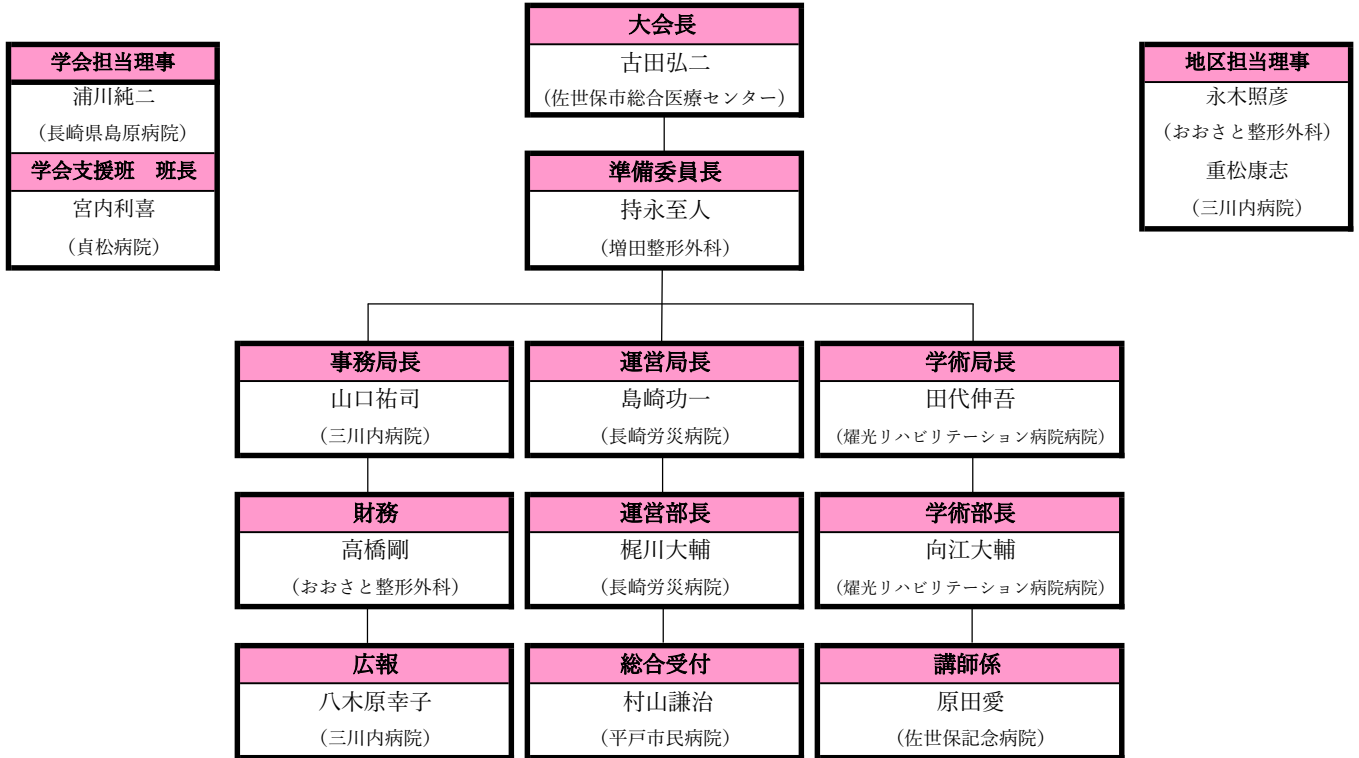 大会長
古田弘二
(佐世保市総合医療センター)
学会担当理事
浦川純二
(長崎県島原病院)
学会支援班　班長
宮内利喜
(貞松病院)
地区担当理事
永木照彦
(おおさと整形外科)
重松康志
(三川内病院)
準備委員長
持永至人
(増田整形外科)
事務局長
山口祐司
(三川内病院)
運営局長
島崎功一
(長崎労災病院)
学術局長
田代伸吾
(燿光リハビリテーション病院病院)
財務
高橋剛
(おおさと整形外科)
運営部長
梶川大輔
(長崎労災病院)
学術部長
向江大輔
(燿光リハビリテーション病院病院)
広報
八木原幸子
(三川内病院)
総合受付
村山謙治
(平戸市民病院)
講師係
原田愛
(佐世保記念病院)